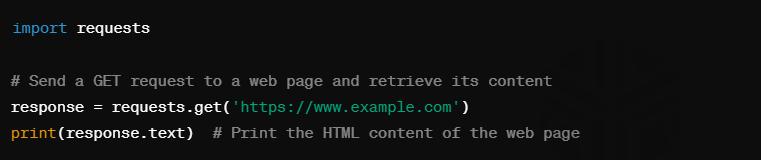 import requests
# Send a GET request to a web page and retrieve its content
response = requests.get('https://www.example.com')
print(response.text)  # Print the HTML content of the web page